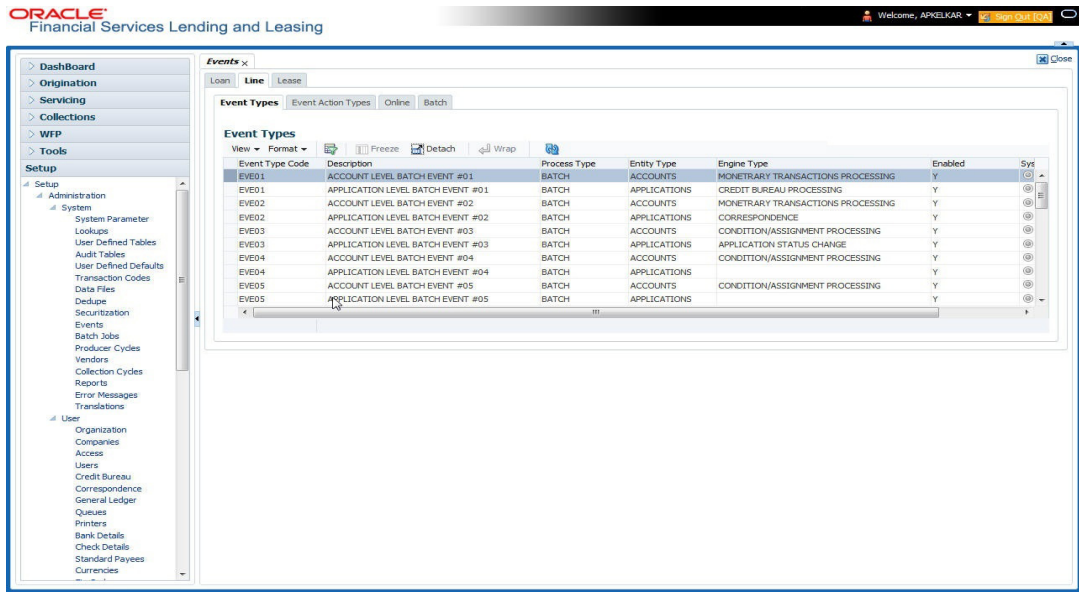 ORACLE
Financial Services Lending and Leasing
Welcome, APKELKAR
Sign Out [QA]
DashBoard
Origination
Servicing
Collections
WFP
Tools
Setup
Setup
Administration
System
System Parameter
Lookups
User Defined Tables
Audit Tables
User Defined Defaults
Transaction Codes
Data Files
Dedupe
Securitization
Events
Batch Jobs
Producer Cycles
Vendors
Collection Cycles
Reports
Error Messages
Translations
User
Organization
Companies
Access
Users
Credit Bureau
Correspondence
General Ledger
Queues
Printers
Bank Details
Check Details
Standard Payees
Currencies
Events
Close
Loan Line Lease
Event Types Event Action Types Online Batch
Event Types
View Format Freeze Detach Wrap
Event Type Code Description Process Type Entity Type Engine Type Enabled Sys
EVE01 ACCOUNT LEVEL BATCH EVENT #01 BATCH ACCOUNTS MONETRARY TRANSACTIONS PROCESSING Y
EVE01 APPLICATION LEVEL BATCH EVENT #01 BATCH APPLICATIONS CREDIT BUREAU PROCESSING Y
EVE02 ACCOUNT LEVEL BATCH EVENT #02 BATCH ACCOUNTS MONETRARY TRANSACTIONS PROCESSING Y
EVE02 APPLICATION LEVEL BATCH EVENT #02 BATCH APPLICATIONS CORRESPONDENCE Y
EVE03 ACCOUNT LEVEL BATCH EVENT #03 BATCH ACCOUNTS CONDITION/ASSIGNMENT PROCESSING Y
EVE03 APPLICATION LEVEL BATCH EVENT #03 BATCH APPLICATIONS APPLICATION STATUS CHANGE Y
EVE04 ACCOUNT LEVEL BATCH EVENT #04 BATCH ACCOUNTS CONDITION/ASSIGNMENT PROCESSING Y
EVE04 APPLICATION LEVEL BATCH EVENT #04 BATCH APPLICATIONS Y
EVE05 ACCOUNT LEVEL BATCH EVENT #05 BATCH ACCOUNTS CONDITION/ASSIGNMENT PROCESSING Y
EVE05 APPLICATION LEVEL BATCH EVENT #05 BATCH APPLICATIONS Y